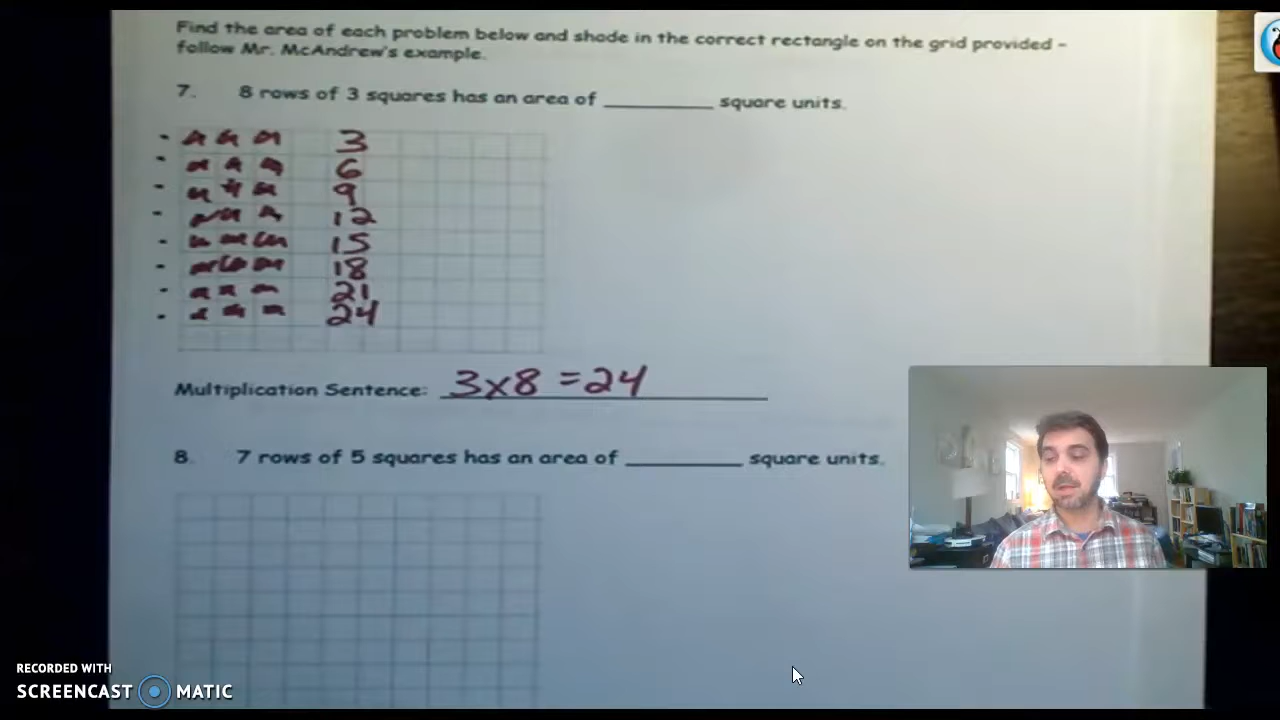 Find the area of each problem below and shade in the correct rectangle on the grid provided –
follow Mr. McAndrew's example.
7. 8 rows of 3 squares has an area of __________ square units.
3
6
9
12
15
18
21
24
Multiplication Sentence: 3x8 =24
8. 7 rows of 5 squares has an area of __________ square units.
RECORDED WITH
SCREENCAST MATIC